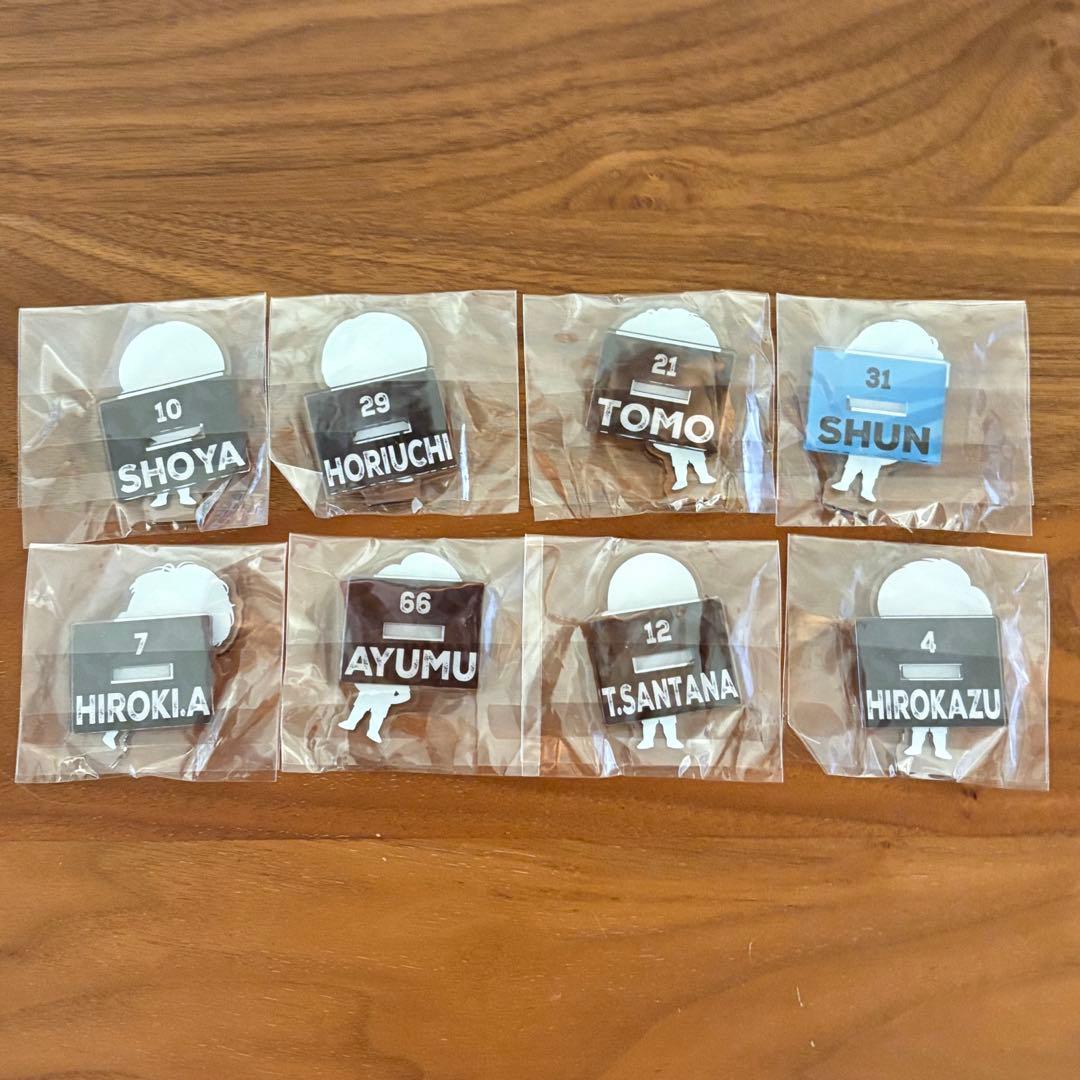 10
SHOYA
29
HORIUCHI
21
TOMO
31
SHUN
7
HIROKI.A
66
AYUMU
12
T.SANTANA
4
HIROKAZU